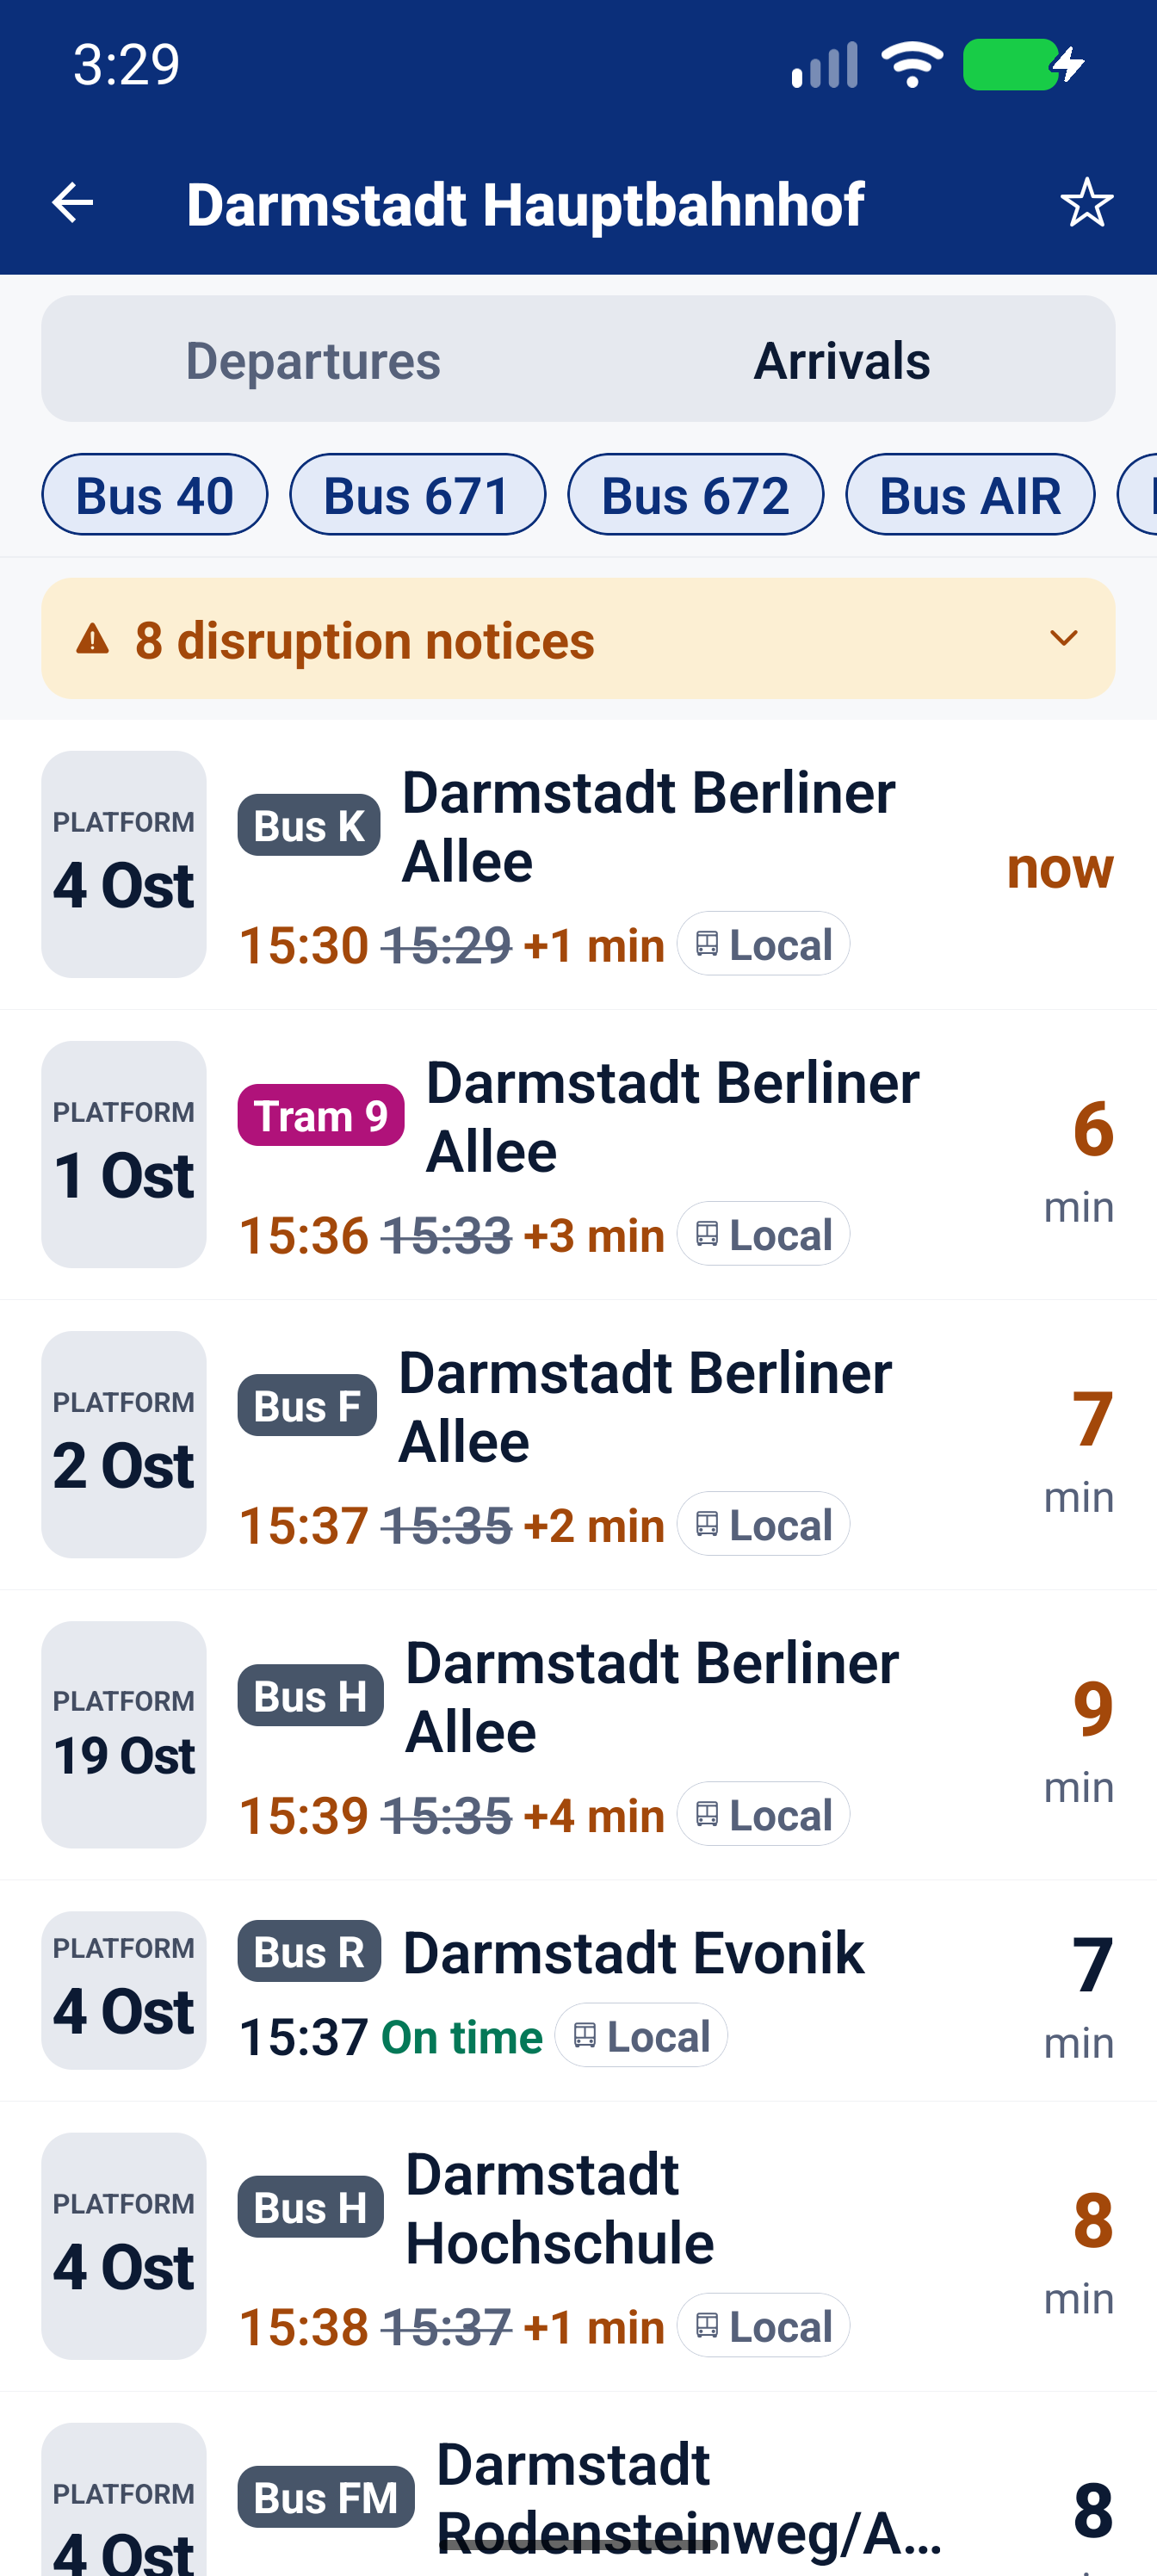 3:29
Darmstadt Hauptbahnhof
Departures
Arrivals
Bus 40
Bus 671
Bus 672
Bus AIR
8 disruption notices
PLATFORM
4 Ost
Bus K
Darmstadt Berliner
Allee
15:30 15:29 +1 min Local
now
PLATFORM
1 Ost
Tram 9
Darmstadt Berliner
Allee
15:36 15:33 +3 min Local
6
min
PLATFORM
2 Ost
Bus F
Darmstadt Berliner
Allee
15:37 15:35 +2 min Local
7
min
PLATFORM
19 Ost
Bus H
Darmstadt Berliner
Allee
15:39 15:35 +4 min Local
9
min
PLATFORM
4 Ost
Bus R
Darmstadt Evonik
15:37 On time Local
7
min
PLATFORM
4 Ost
Bus H
Darmstadt
Hochschule
15:38 15:37 +1 min Local
8
min
PLATFORM
4 Ost
Bus FM
Darmstadt
Rodensteinweg/A...
8